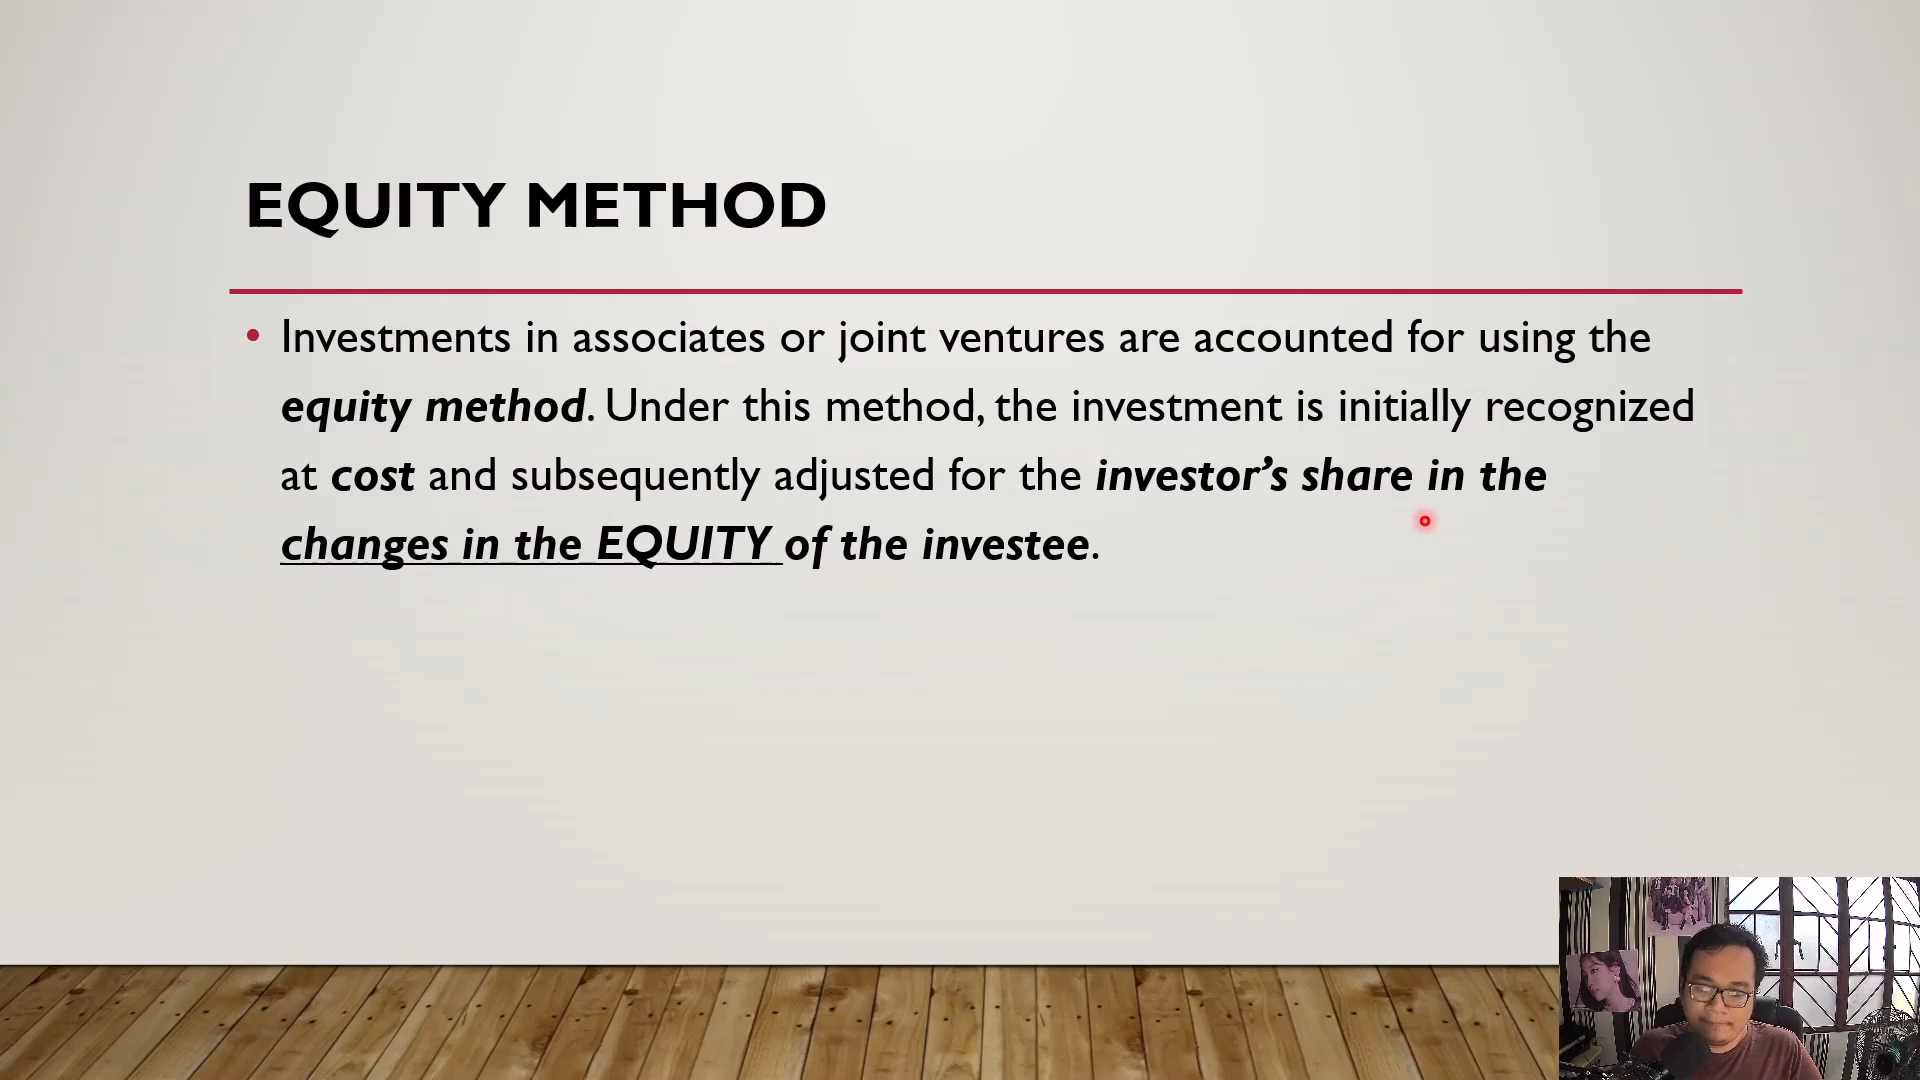 EQUITY METHOD
• Investments in associates or joint ventures are accounted for using the
equity method. Under this method, the investment is initially recognized
at cost and subsequently adjusted for the investor’s share in the
changes in the EQUITY of the investee.